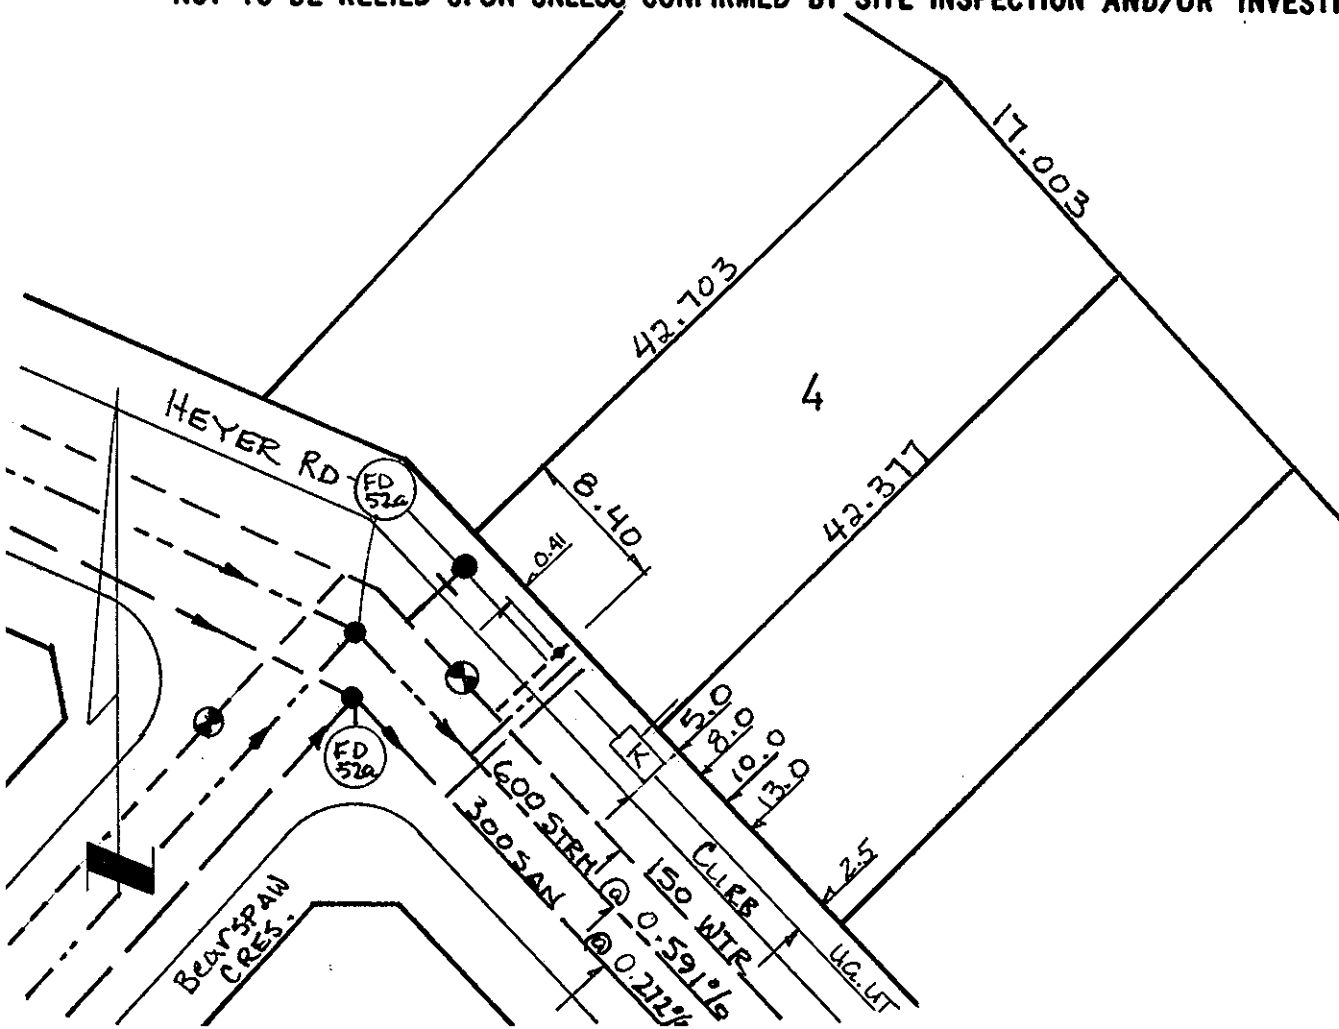 NOT TO BE RELIED UPON UNLESS CONFIRMED BY SITE INSPECTION AND/OR
17.003
42.703
4
HEYER RD
FD
52a
8.40
42.377
0.41
FD
52a
5.0
8.0
10.0
13.0
K
2.5
600 STRM @ 0.591%
300 SAN @ 0.272%
150 WTR
CURB
UG.UT
BearSPAW
CRES.